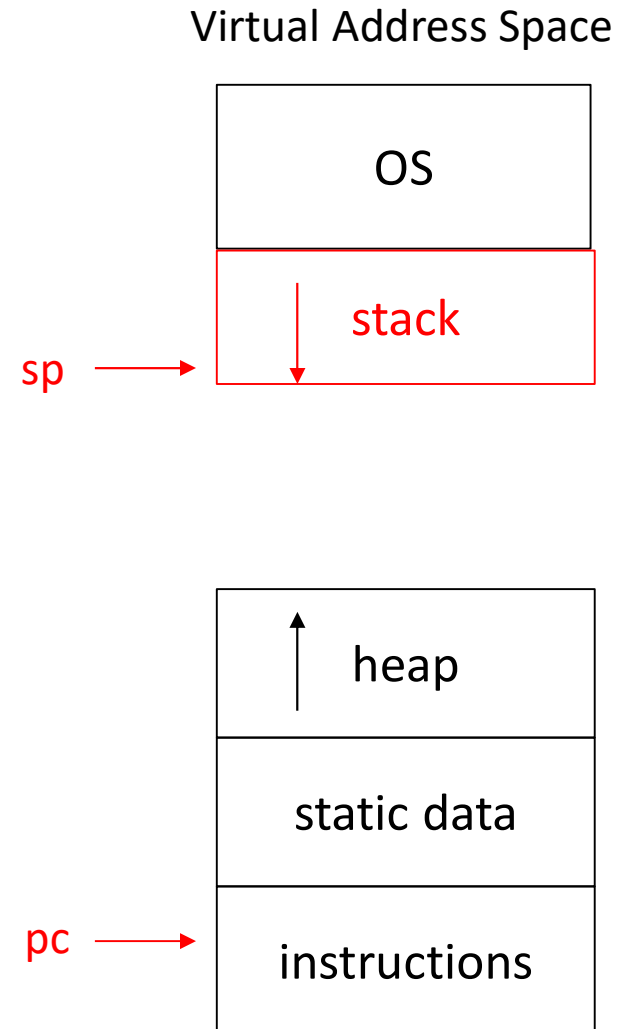 Virtual Address Space
OS
stack
sp
heap
static data
pc
instructions